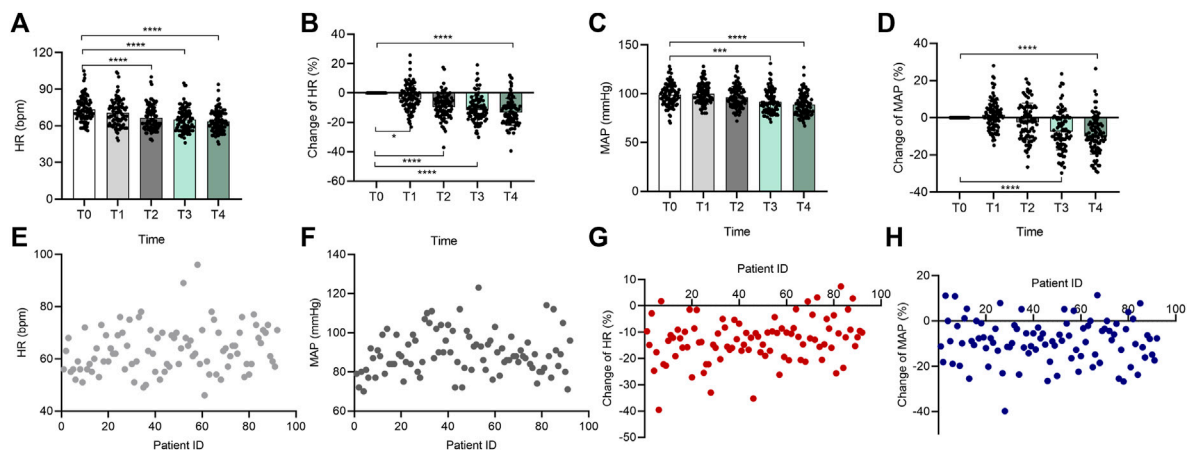 A
HR (bpm)
120
90
60
30
0
****
****
****
T0 T1 T2 T3 T4
Time
B
Change of HR (%)
40
20
0
-20
-40
-60
****
*
****
****
T0 T1 T2 T3 T4
Time
C
MAP (mmHg)
150
100
50
0
****
***
T0 T1 T2 T3 T4
Time
D
Change of MAP (%)
40
20
0
-20
-40
****
****
T0 T1 T2 T3 T4
Time
E
HR (bpm)
100
80
60
40
0 20 40 60 80 100
Patient ID
F
MAP (mmHg)
140
120
100
80
60
0 20 40 60 80 100
Patient ID
G
Patient ID
Change of HR (%)
10
0
-10
-20
-30
-40
-50
20 40 60 80 100
H
Patient ID
Change of MAP (%)
20
0
-20
-40
20 40 60 80 100